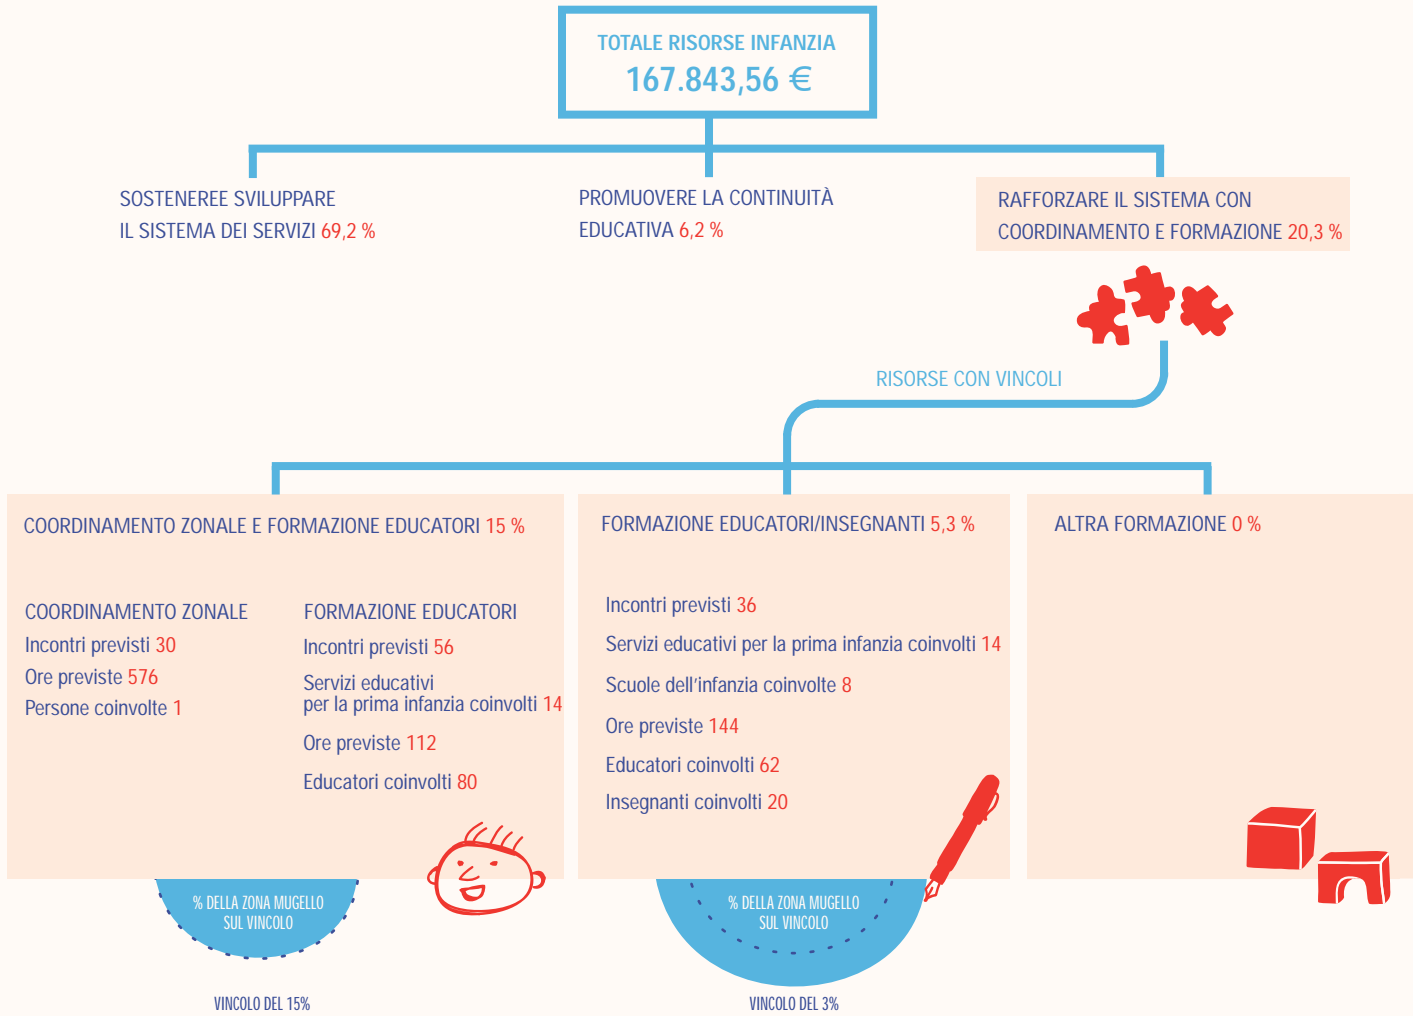 TOTALE RISORSE INFANZIA
167.843,56 €
SOSTENEREE SVILUPPARE
IL SISTEMA DEI SERVIZI 69,2 %
PROMUOVERE LA CONTINUITÀ
EDUCATIVA 6,2 %
RAFFORZARE IL SISTEMA CON
COORDINAMENTO E FORMAZIONE 20,3 %
RISORSE CON VINCOLI
COORDINAMENTO ZONALE E FORMAZIONE EDUCATORI 15 %
COORDINAMENTO ZONALE
Incontri previsti 30
Ore previste 576
Persone coinvolte 1
FORMAZIONE EDUCATORI
Incontri previsti 56
Servizi educativi
per la prima infanzia coinvolti 14
Ore previste 112
Educatori coinvolti 80
% DELLA ZONA MUGELLO
SUL VINCOLO
VINCOLO DEL 15%
FORMAZIONE EDUCATORI/INSEGNANTI 5,3 %
Incontri previsti 36
Servizi educativi per la prima infanzia coinvolti 14
Scuole dell'infanzia coinvolte 8
Ore previste 144
Educatori coinvolti 62
Insegnanti coinvolti 20
% DELLA ZONA MUGELLO
SUL VINCOLO
VINCOLO DEL 3%
ALTRA FORMAZIONE 0 %